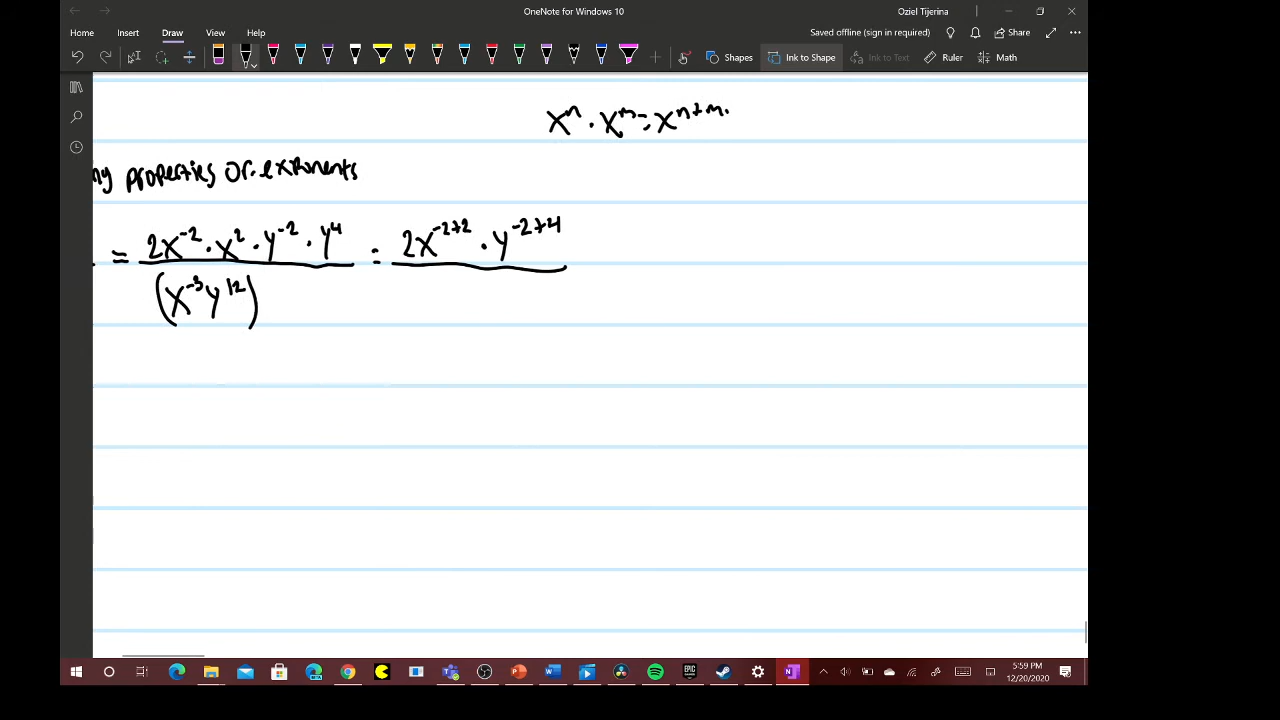 OneNote for Windows 10
Oziel Tijerina
Home Insert Draw View Help
Saved offline (sign in required) Share
Shapes Ink to Shape Ink to Text Ruler Math
xⁿ · xᵐ = xⁿ⁺ᵐ.
ny properties or exponents
= 2x⁻² · x² · y⁻² · y⁴ = 2x⁻²⁺² · y⁻²⁺⁴
(x⁻³y¹²)
5:59 PM
12/20/2020